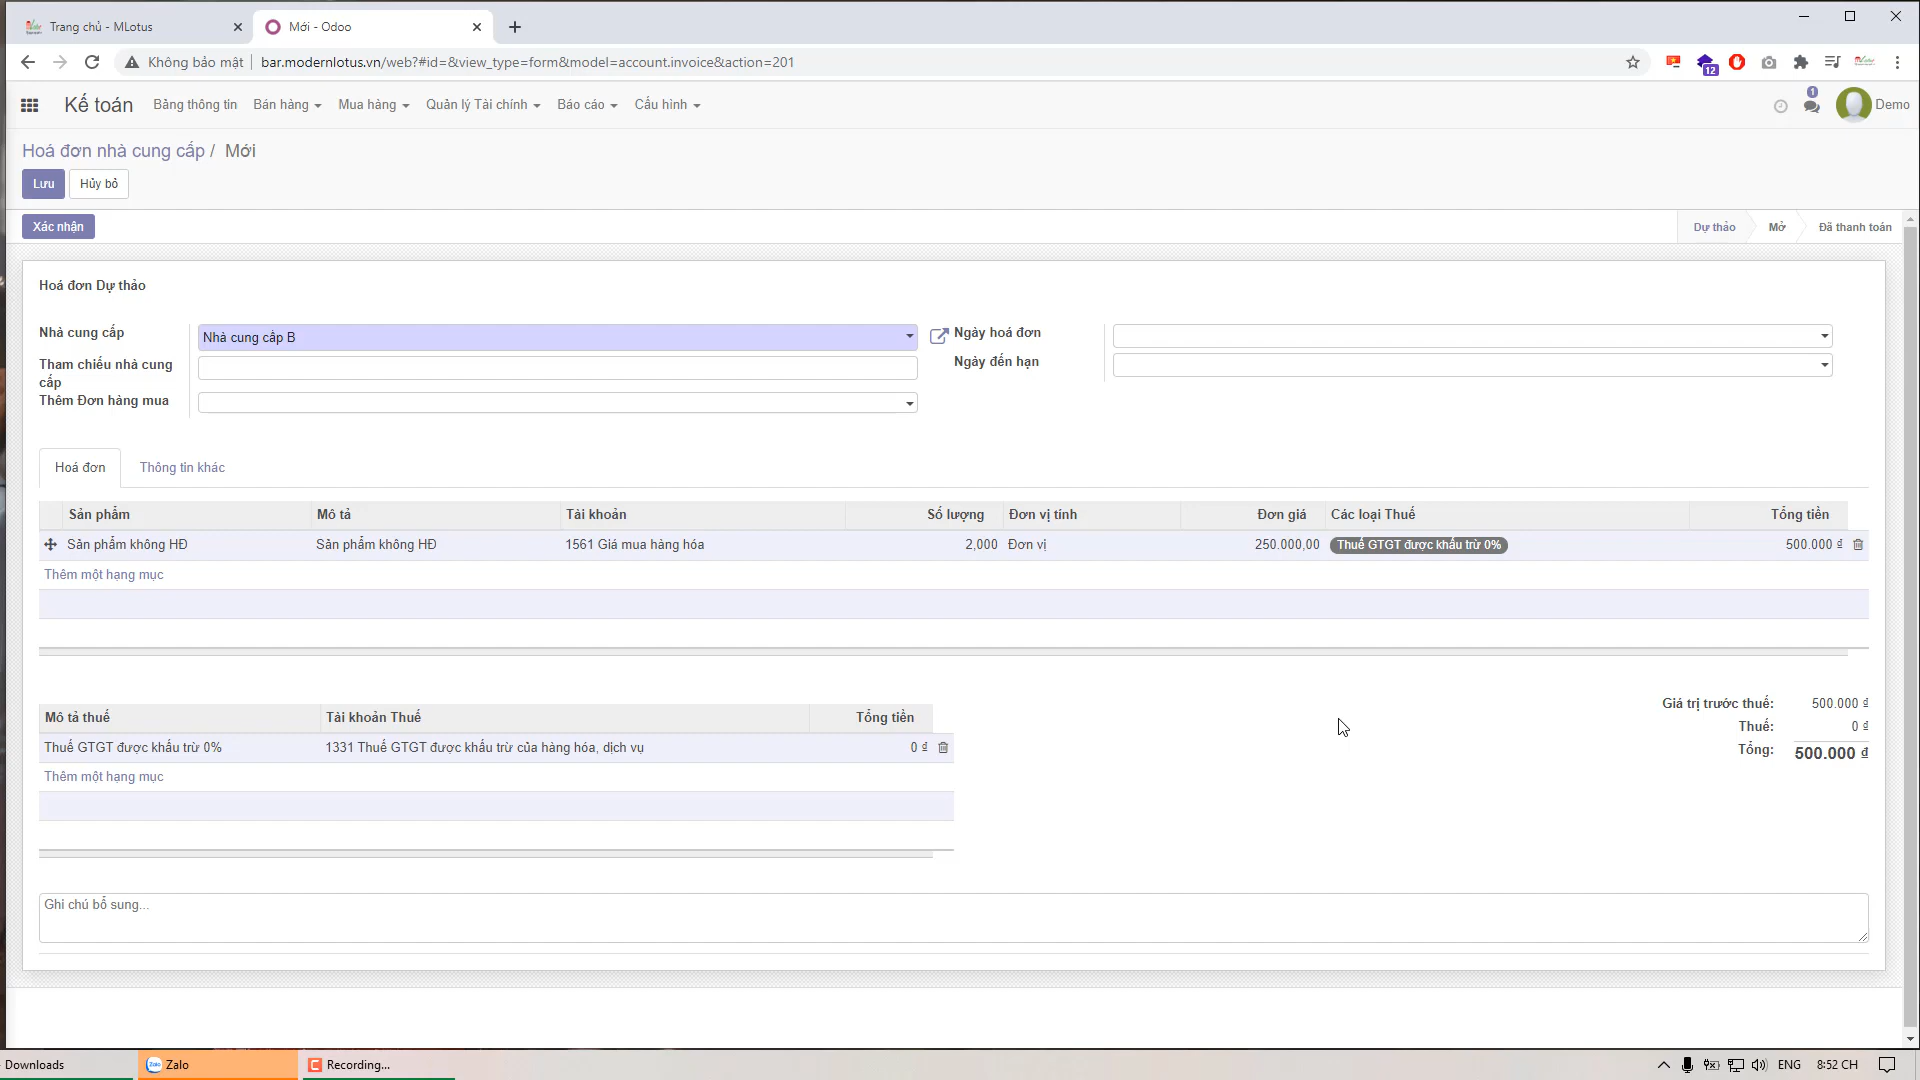 Trang chủ - MLotus
Mới - Odoo
Không bảo mật
bar.modernlotus.vn/web?#id=&view_type=form&model=account.invoice&action=201
12
Kế toán
Bảng thông tin
Bán hàng
Mua hàng
Quản lý Tài chính
Báo cáo
Cấu hình
1
Demo
Hoá đơn nhà cung cấp / Mới
Lưu
Hủy bỏ
Xác nhận
Dự thảo
Mở
Đã thanh toán
Hoá đơn Dự thảo
Nhà cung cấp
Nhà cung cấp B
Ngày hoá đơn
Tham chiếu nhà cung
cấp
Ngày đến hạn
Thêm Đơn hàng mua
Hoá đơn
Thông tin khác
Sản phẩm
Mô tả
Tài khoản
Số lượng
Đơn vị tính
Đơn giá
Các loại Thuế
Tổng tiền
Sản phẩm không HĐ
Sản phẩm không HĐ
1561 Giá mua hàng hóa
2,000
Đơn vị
250.000,00
Thuế GTGT được khấu trừ 0%
500.000 ₫
Thêm một hạng mục
Giá trị trước thuế: 500.000 ₫
Thuế: 0 ₫
Tổng: 500.000 ₫
Mô tả thuế
Tài khoản Thuế
Tổng tiền
Thuế GTGT được khấu trừ 0%
1331 Thuế GTGT được khấu trừ của hàng hóa, dịch vụ
0 ₫
Thêm một hạng mục
Ghi chú bổ sung...
Downloads
Zalo
Recording...
ENG
8:52 CH